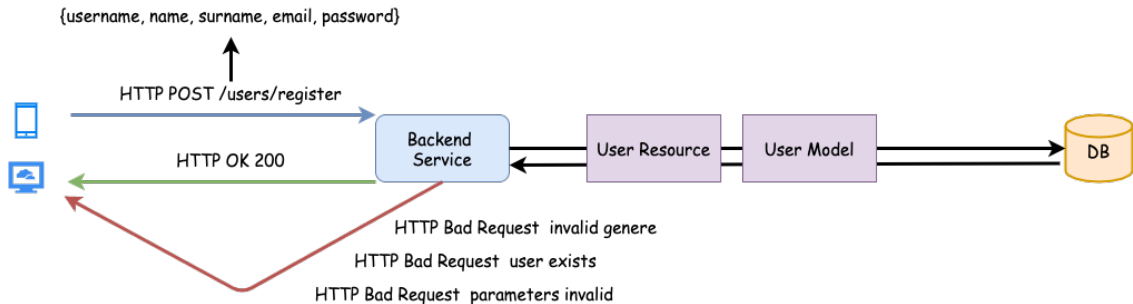 {username, name, surname, email, password}
HTTP POST /users/register
HTTP OK 200
Backend
Service
User Resource
User Model
DB
HTTP Bad Request invalid genere
HTTP Bad Request user exists
HTTP Bad Request parameters invalid